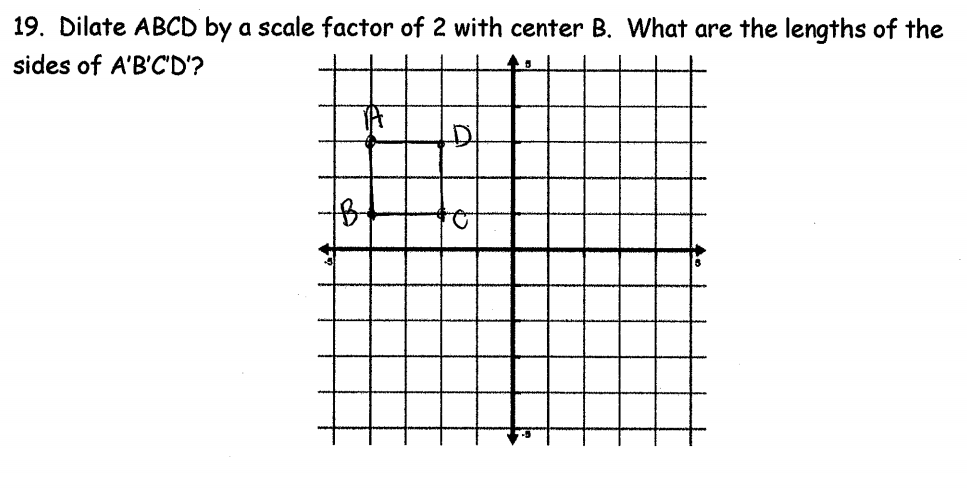 19. Dilate ABCD by a scale factor of 2 with center B. What are the lengths of the
sides of A'B'C'D'?
5
A
D
B
C
-5
5
-5